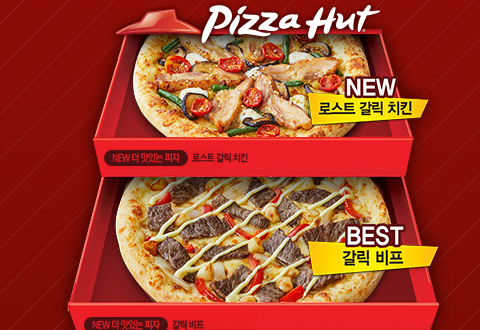 Pizza Hut
NEW
로스트 갈릭 치킨
NEW 더 맛있는 피자 로스트 갈릭 치킨
BEST
갈릭 비프
NEW 더 맛있는 피자 갈릭 비프